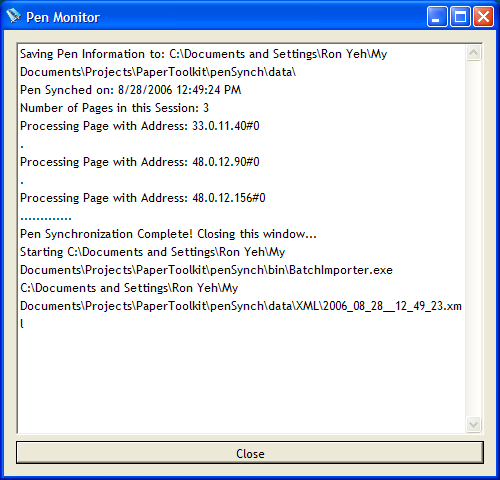 Pen Monitor
Saving Pen Information to: C:\Documents and Settings\Ron Yeh\My
Documents\Projects\PaperToolkit\penSynch\data\
Pen Synched on: 8/28/2006 12:49:24 PM
Number of Pages in this Session: 3
Processing Page with Address: 33.0.11.40#0
.
Processing Page with Address: 48.0.12.90#0
.
Processing Page with Address: 48.0.12.156#0
.............
Pen Synchronization Complete! Closing this window...
Starting C:\Documents and Settings\Ron Yeh\My
Documents\Projects\PaperToolkit\penSynch\bin\BatchImporter.exe
C:\Documents and Settings\Ron Yeh\My
Documents\Projects\PaperToolkit\penSynch\data\XML\2006_08_28__12_49_23.xm
l
Close